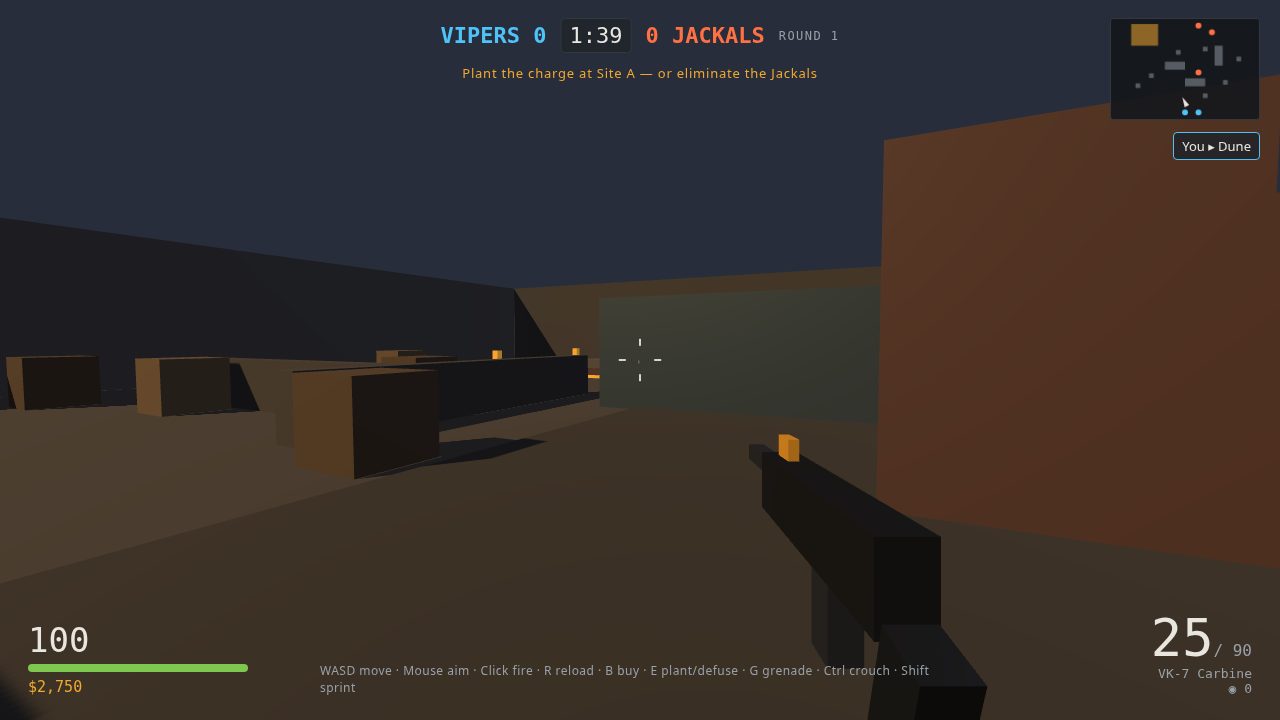 VIPERS 0 1:39 0 JACKALS ROUND 1
Plant the charge at Site A — or eliminate the Jackals
You ▸ Dune
100
$2,750
WASD move · Mouse aim · Click fire · R reload · B buy · E plant/defuse · G grenade · Ctrl crouch · Shift
sprint
25 / 90
VK-7 Carbine
◉ 0